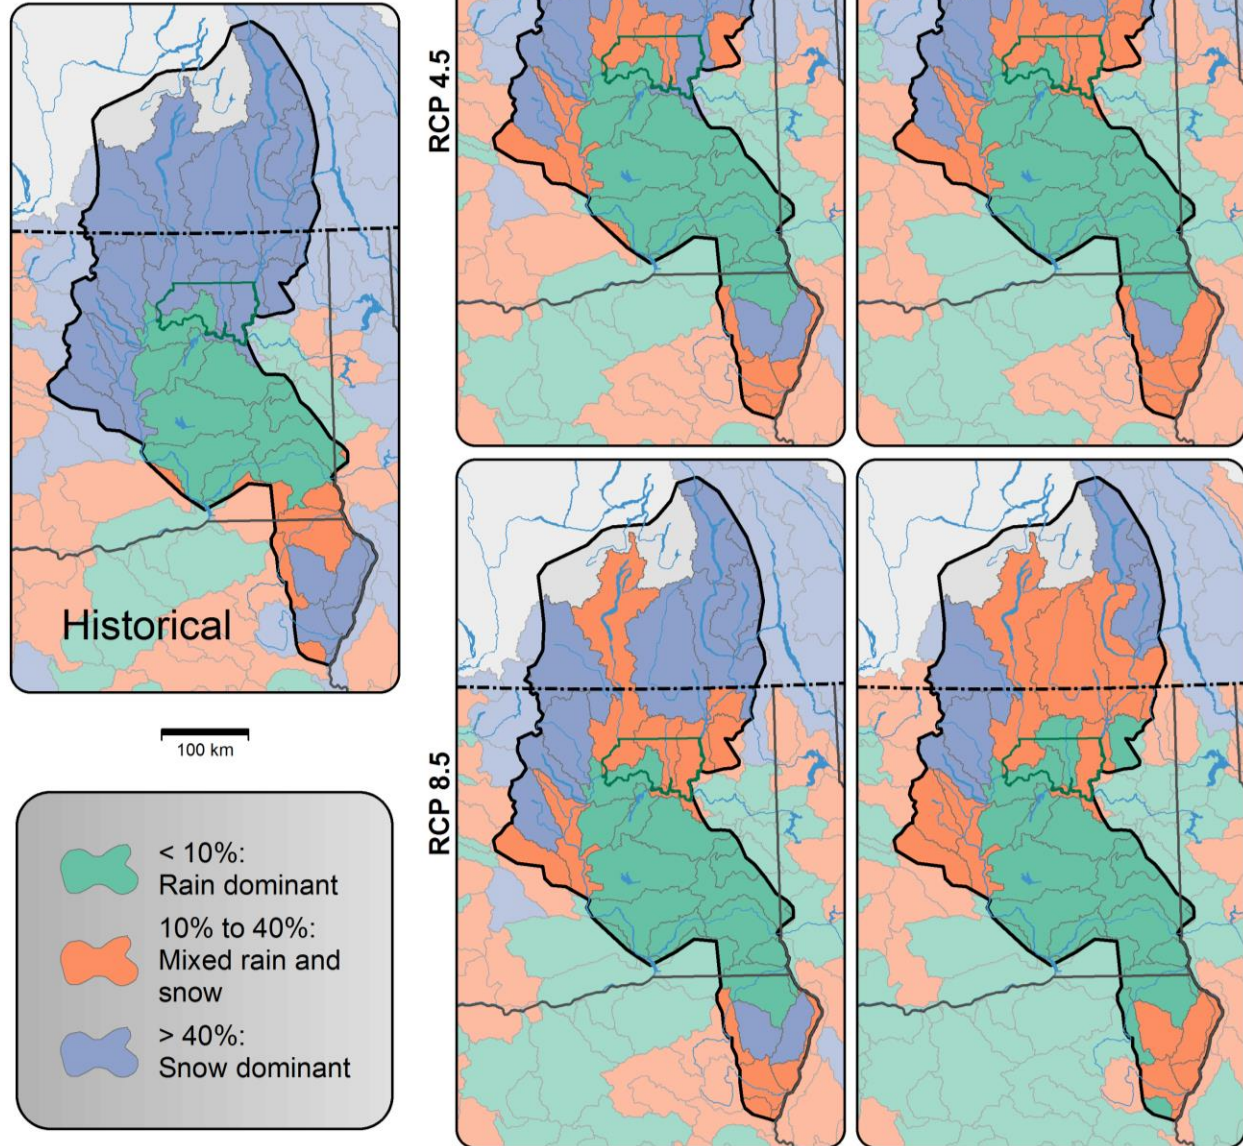 Historical
100 km
< 10%:
Rain dominant
10% to 40%:
Mixed rain and
snow
> 40%:
Snow dominant
RCP 4.5
RCP 8.5